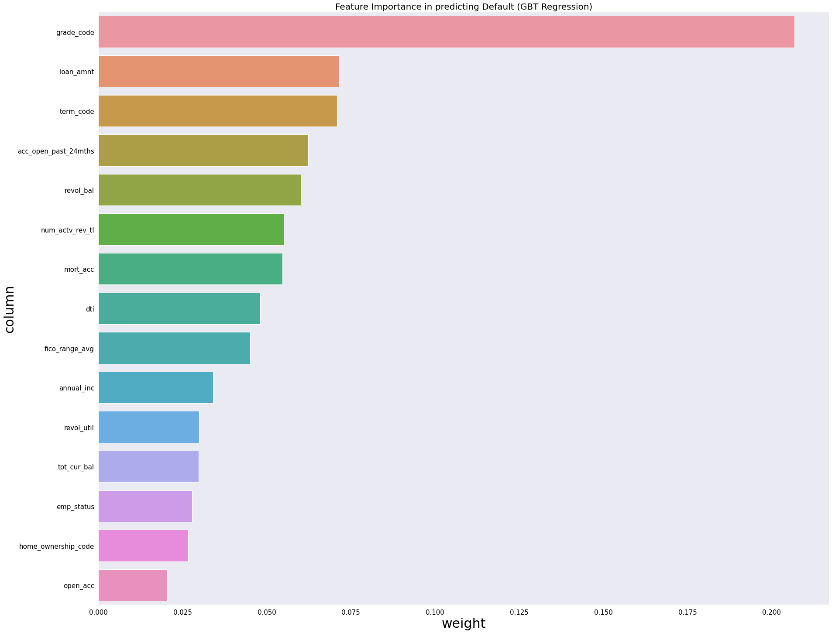 Feature Importance in predicting Default (GBT Regression)
grade_code
loan_amnt
term_code
acc_open_past_24mths
revol_bal
num_actv_rev_tl
mort_acc
dti
fico_range_avg
annual_inc
revol_util
tot_cur_bal
emp_status
home_ownership_code
open_acc
column
0.000 0.025 0.050 0.075 0.100 0.125 0.150 0.175 0.200
weight